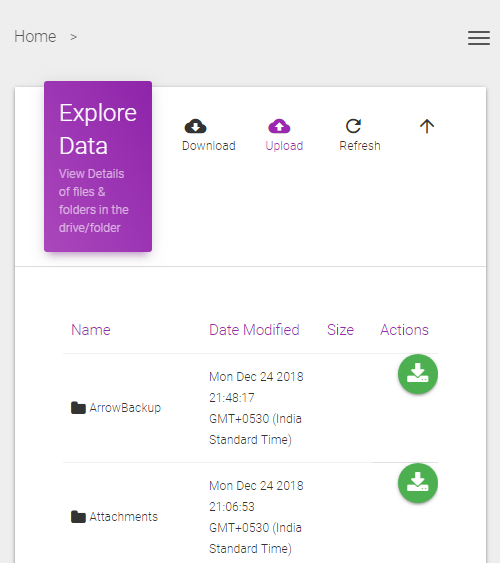 Home >
Explore
Data
View Details
of files &
folders in the
drive/folder
Download Upload Refresh
Name Date Modified Size Actions
Mon Dec 24 2018
21:48:17
GMT+0530 (India
Standard Time)
ArrowBackup
Mon Dec 24 2018
21:06:53
GMT+0530 (India
Standard Time)
Attachments